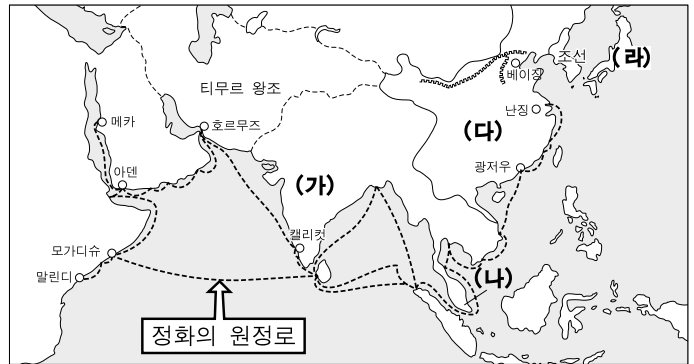 조선
(라)
베이징
티무르 왕조
난징
메카
호르무즈
(다)
광저우
아덴
(가)
캘리컷
모가디슈
말린디
(나)
정화의 원정로